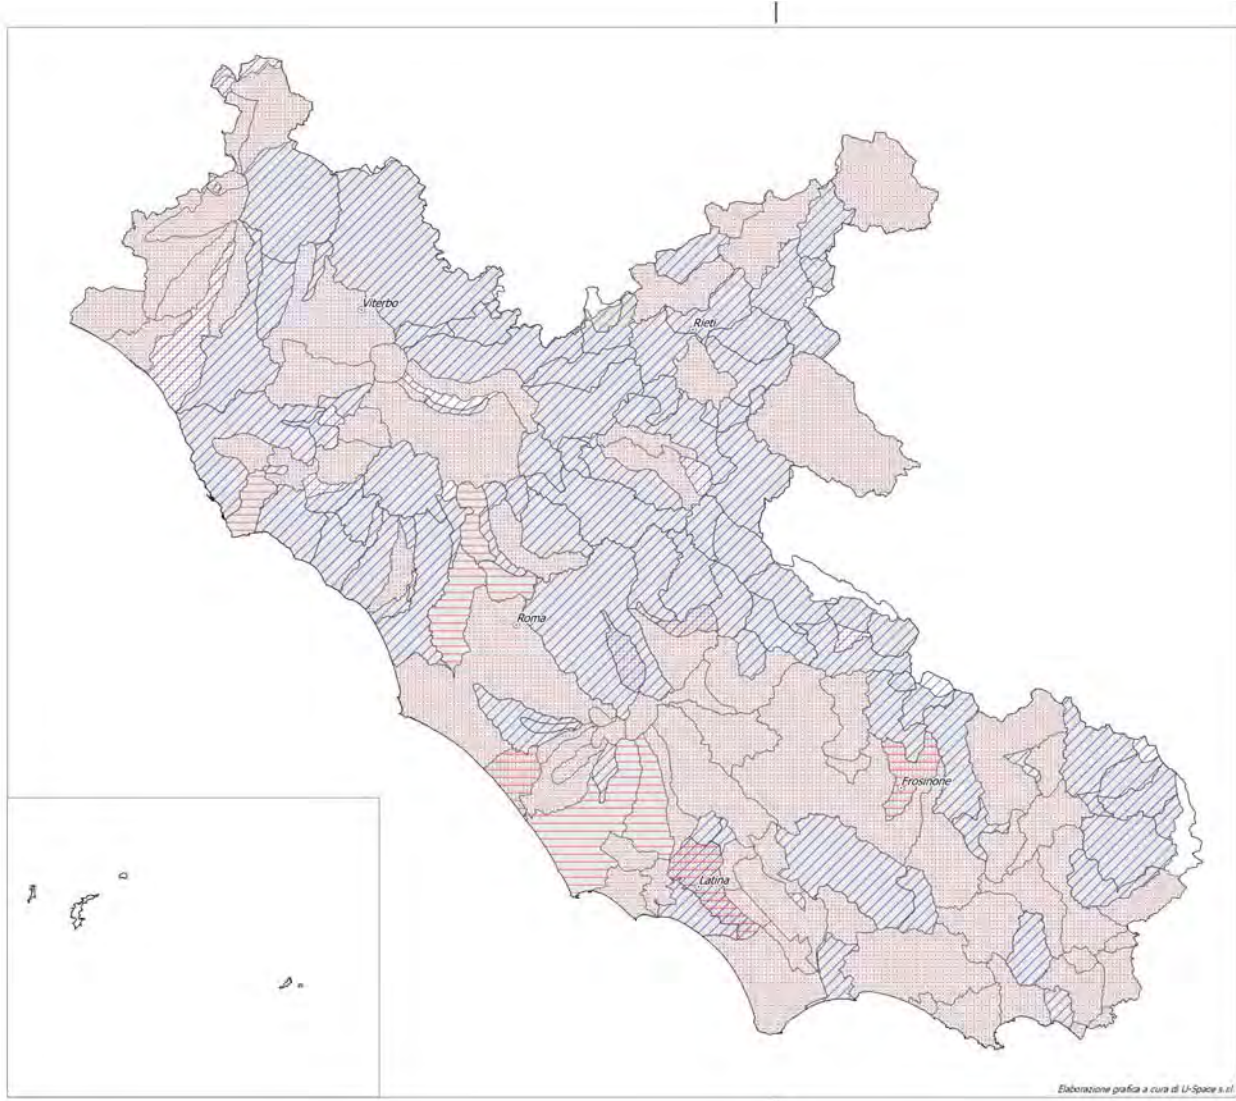 Viterbo
Rieti
Roma
Frosinone
Latina
Elaborazione grafica a cura di U-Space s.r.l.